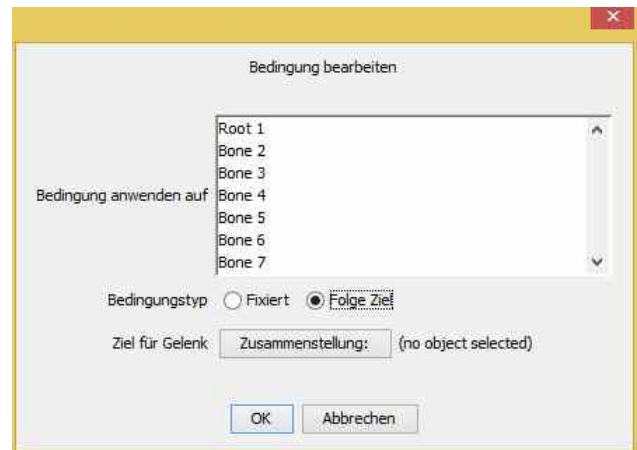 Bedingung bearbeiten
Root 1
Bone 2
Bone 3
Bedingung anwenden auf Bone 4
Bone 5
Bone 6
Bone 7
Bedingungstyp Fixiert Folge Ziel
Ziel für Gelenk Zusammenstellung: (no object selected)
OK Abbrechen